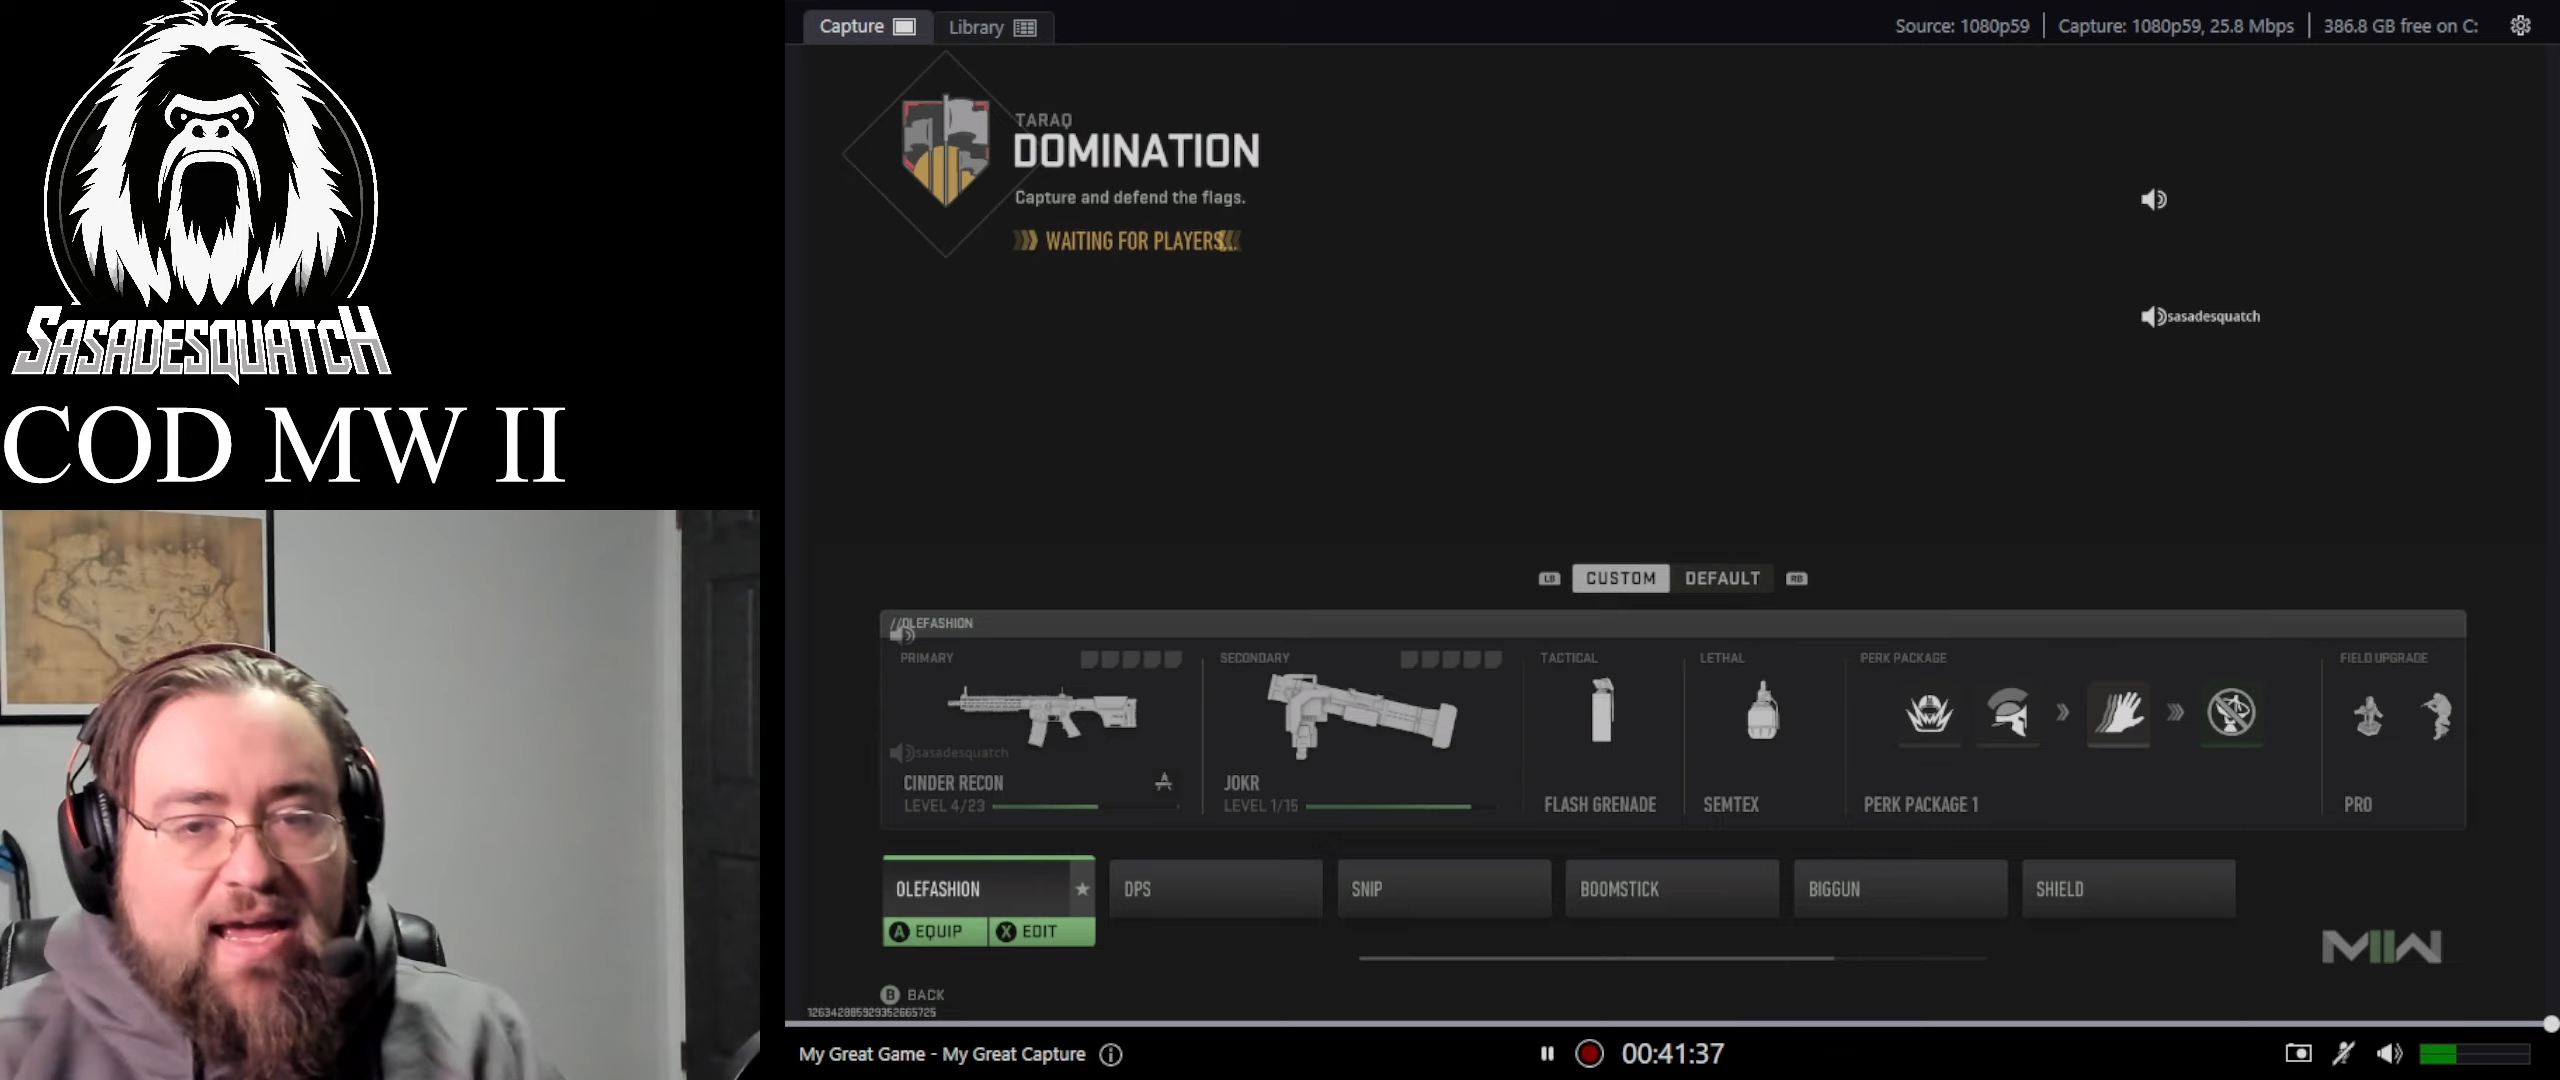 SASADESQUATCH
COD MW II
Capture
Library
Source: 1080p59
Capture: 1080p59, 25.8 Mbps
386.8 GB free on C:
TARAQ
DOMINATION
Capture and defend the flags.
WAITING FOR PLAYERS...
sasadesquatch
LB CUSTOM DEFAULT RB
//OLEFASHION
PRIMARY
SECONDARY
TACTICAL
LETHAL
PERK PACKAGE
FIELD UPGRADE
sasadesquatch
CINDER RECON
LEVEL 4/23
JOKR
LEVEL 1/15
FLASH GRENADE
SEMTEX
PERK PACKAGE 1
PRO
OLEFASHION
DPS
SNIP
BOOMSTICK
BIGGUN
SHIELD
A EQUIP
X EDIT
MIIW
B BACK
My Great Game - My Great Capture
00:41:37